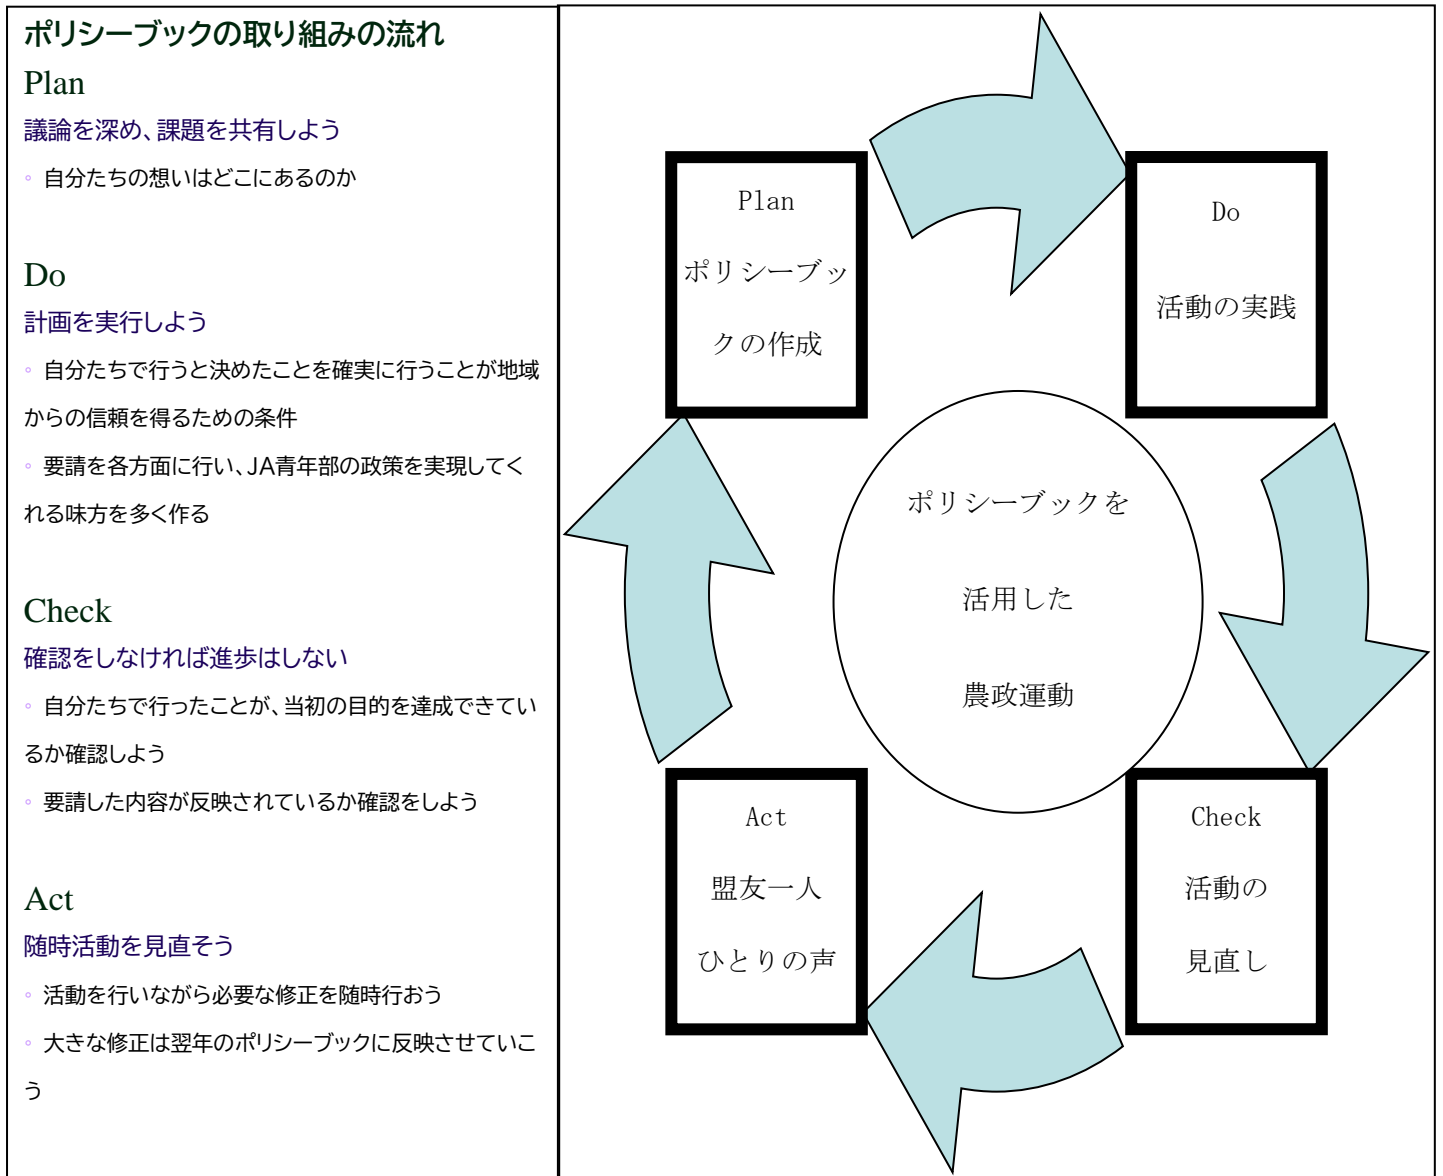 ポリシーブックの取り組みの流れ
Plan
議論を深め、課題を共有しよう
◦ 自分たちの想いはどこにあるのか
Do
計画を実行しよう
◦ 自分たちで行うと決めたことを確実に行うことが地域
からの信頼を得るための条件
◦ 要請を各方面に行い、JA青年部の政策を実現してく
れる味方を多く作る
Check
確認をしなければ進歩はしない
◦ 自分たちで行ったことが、当初の目的を達成できてい
るか確認しよう
◦ 要請した内容が反映されているか確認をしよう
Act
随時活動を見直そう
◦ 活動を行いながら必要な修正を随時行おう
◦ 大きな修正は翌年のポリシーブックに反映させていこ
う
Plan
ポリシーブッ
クの作成
Do
活動の実践
ポリシーブックを
活用した
農政運動
Act
盟友一人
ひとりの声
Check
活動の
見直し